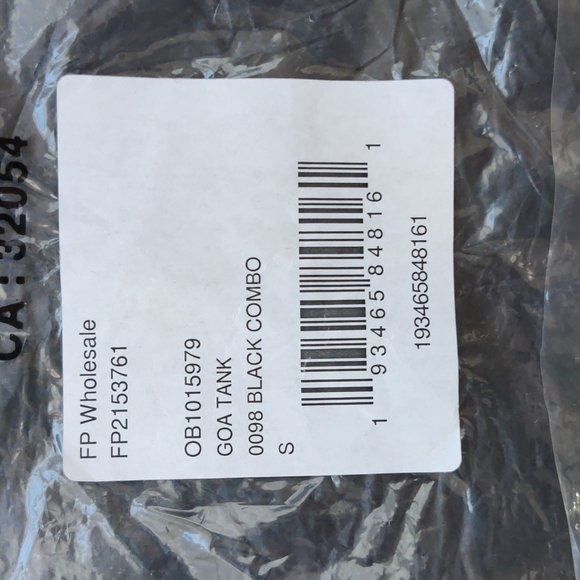 CA
32054
FP Wholesale
FP2153761
OB1015979
GOA TANK
0098 BLACK COMBO
S
1 93465 84816 1
193465848161